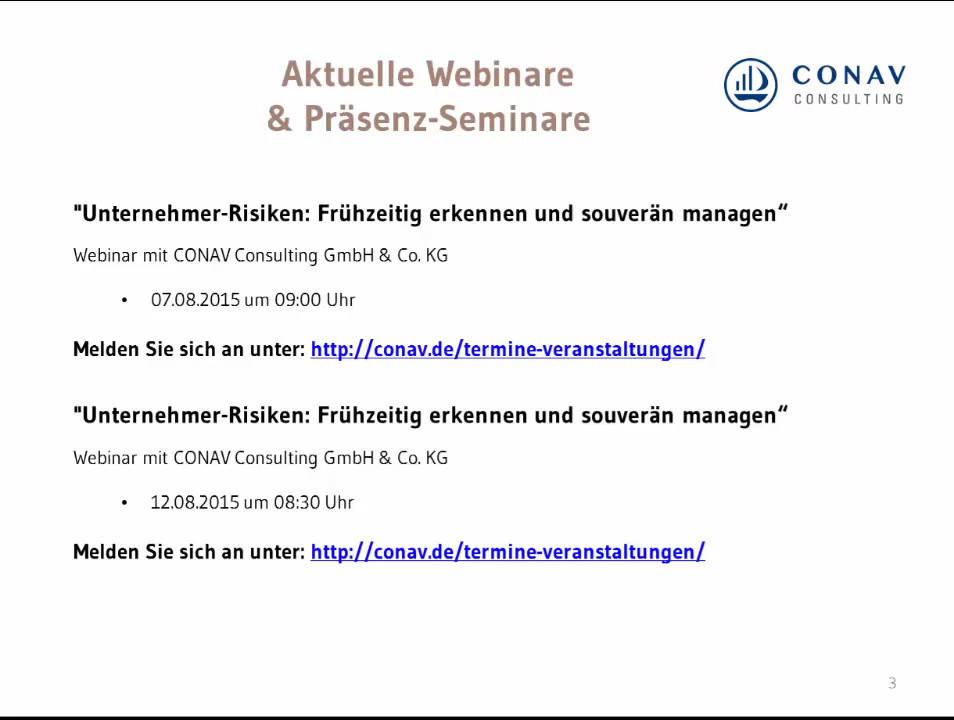 Aktuelle Webinare
& Präsenz-Seminare
CONAV
CONSULTING
"Unternehmer-Risiken: Frühzeitig erkennen und souverän managen“
Webinar mit CONAV Consulting GmbH & Co. KG
• 07.08.2015 um 09:00 Uhr
Melden Sie sich an unter: http://conav.de/termine-veranstaltungen/
"Unternehmer-Risiken: Frühzeitig erkennen und souverän managen“
Webinar mit CONAV Consulting GmbH & Co. KG
• 12.08.2015 um 08:30 Uhr
Melden Sie sich an unter: http://conav.de/termine-veranstaltungen/
3